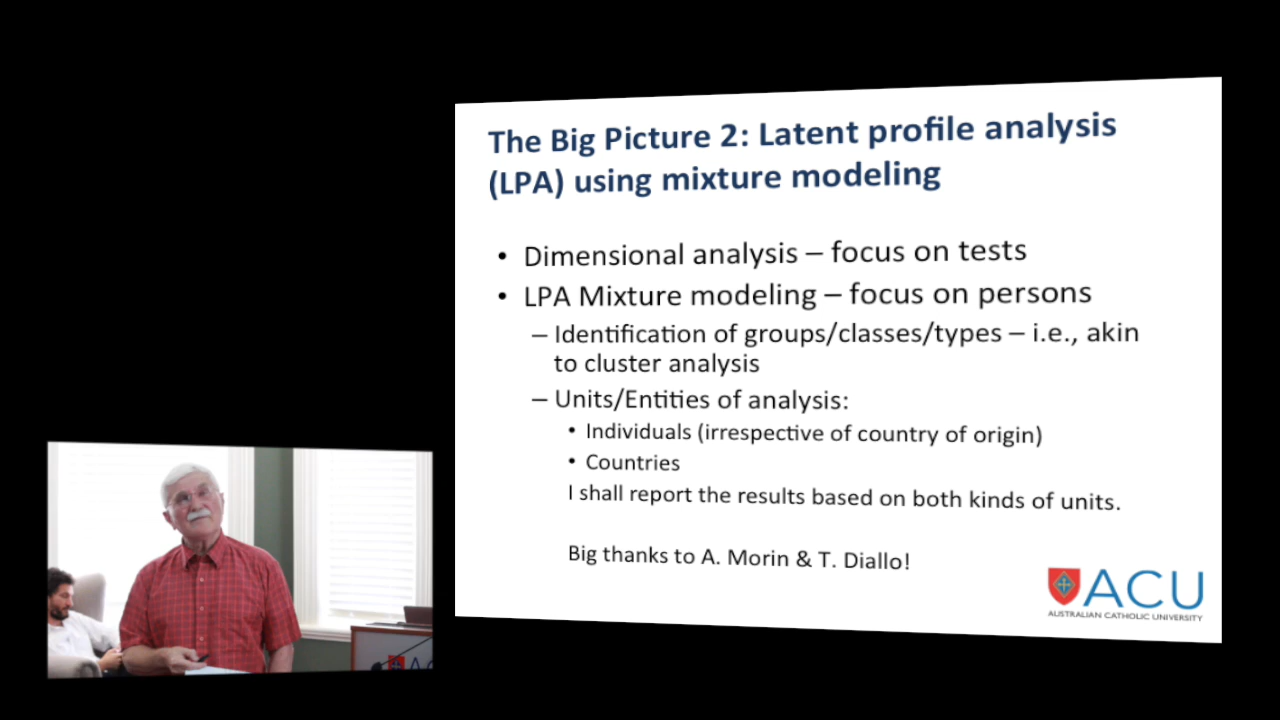 The Big Picture 2: Latent profile analysis
(LPA) using mixture modeling
• Dimensional analysis – focus on tests
• LPA Mixture modeling – focus on persons
– Identification of groups/classes/types – i.e., akin
to cluster analysis
– Units/Entities of analysis:
• Individuals (irrespective of country of origin)
• Countries
I shall report the results based on both kinds of units.
Big thanks to A. Morin & T. Diallo!
ACU
AUSTRALIAN CATHOLIC UNIVERSITY